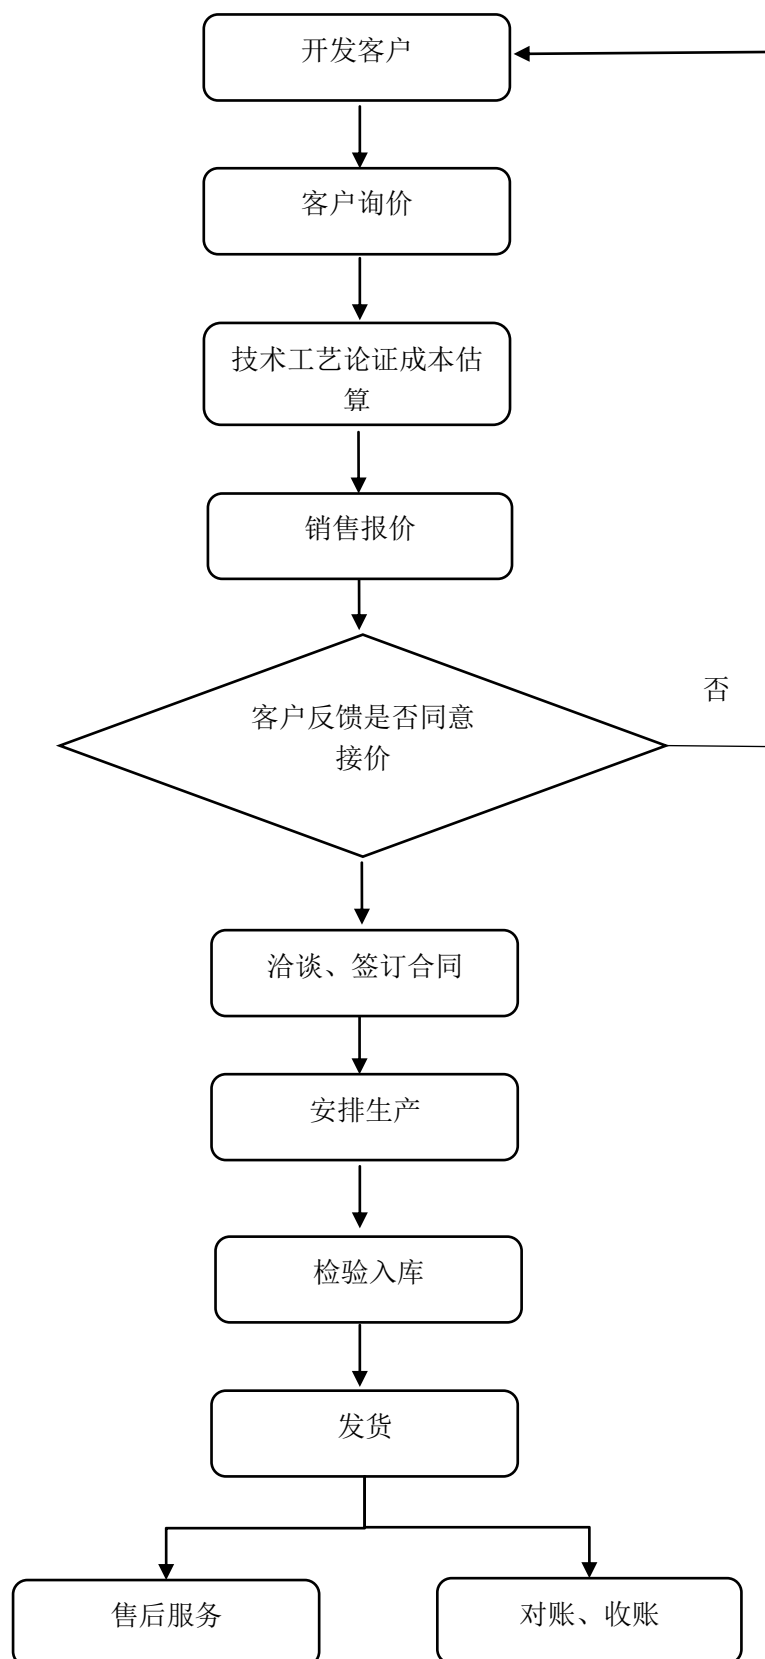 开发客户
客户询价
技术工艺论证成本估
算
销售报价
否
客户反馈是否同意
接价
洽谈、签订合同
安排生产
检验入库
发货
售后服务
对账、收账